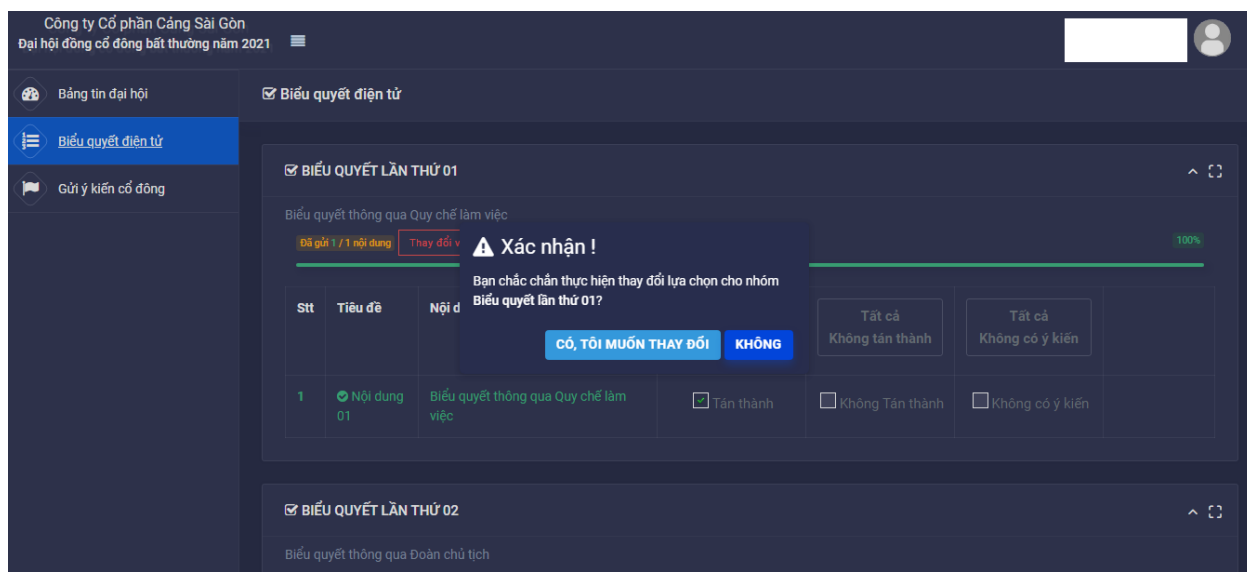 Công ty Cổ phần Cảng Sài Gòn
Đại hội đồng cổ đông bất thường năm 2021
Bảng tin đại hội
Biểu quyết điện tử
Gửi ý kiến cổ đông
Biểu quyết điện tử
BIỂU QUYẾT LẦN THỨ 01
Biểu quyết thông qua Quy chế làm việc
Đã gửi 1 / 1 nội dung
Thay đổi v
100%
Xác nhận !
Bạn chắc chắn thực hiện thay đổi lựa chọn cho nhóm
Biểu quyết lần thứ 01?
CÓ, TÔI MUỐN THAY ĐỔI
KHÔNG
Stt
Tiêu đề
Nội d
Tất cả
Không tán thành
Tất cả
Không có ý kiến
1
Nội dung
01
Biểu quyết thông qua Quy chế làm
việc
Tán thành
Không Tán thành
Không có ý kiến
BIỂU QUYẾT LẦN THỨ 02
Biểu quyết thông qua Đoàn chủ tịch